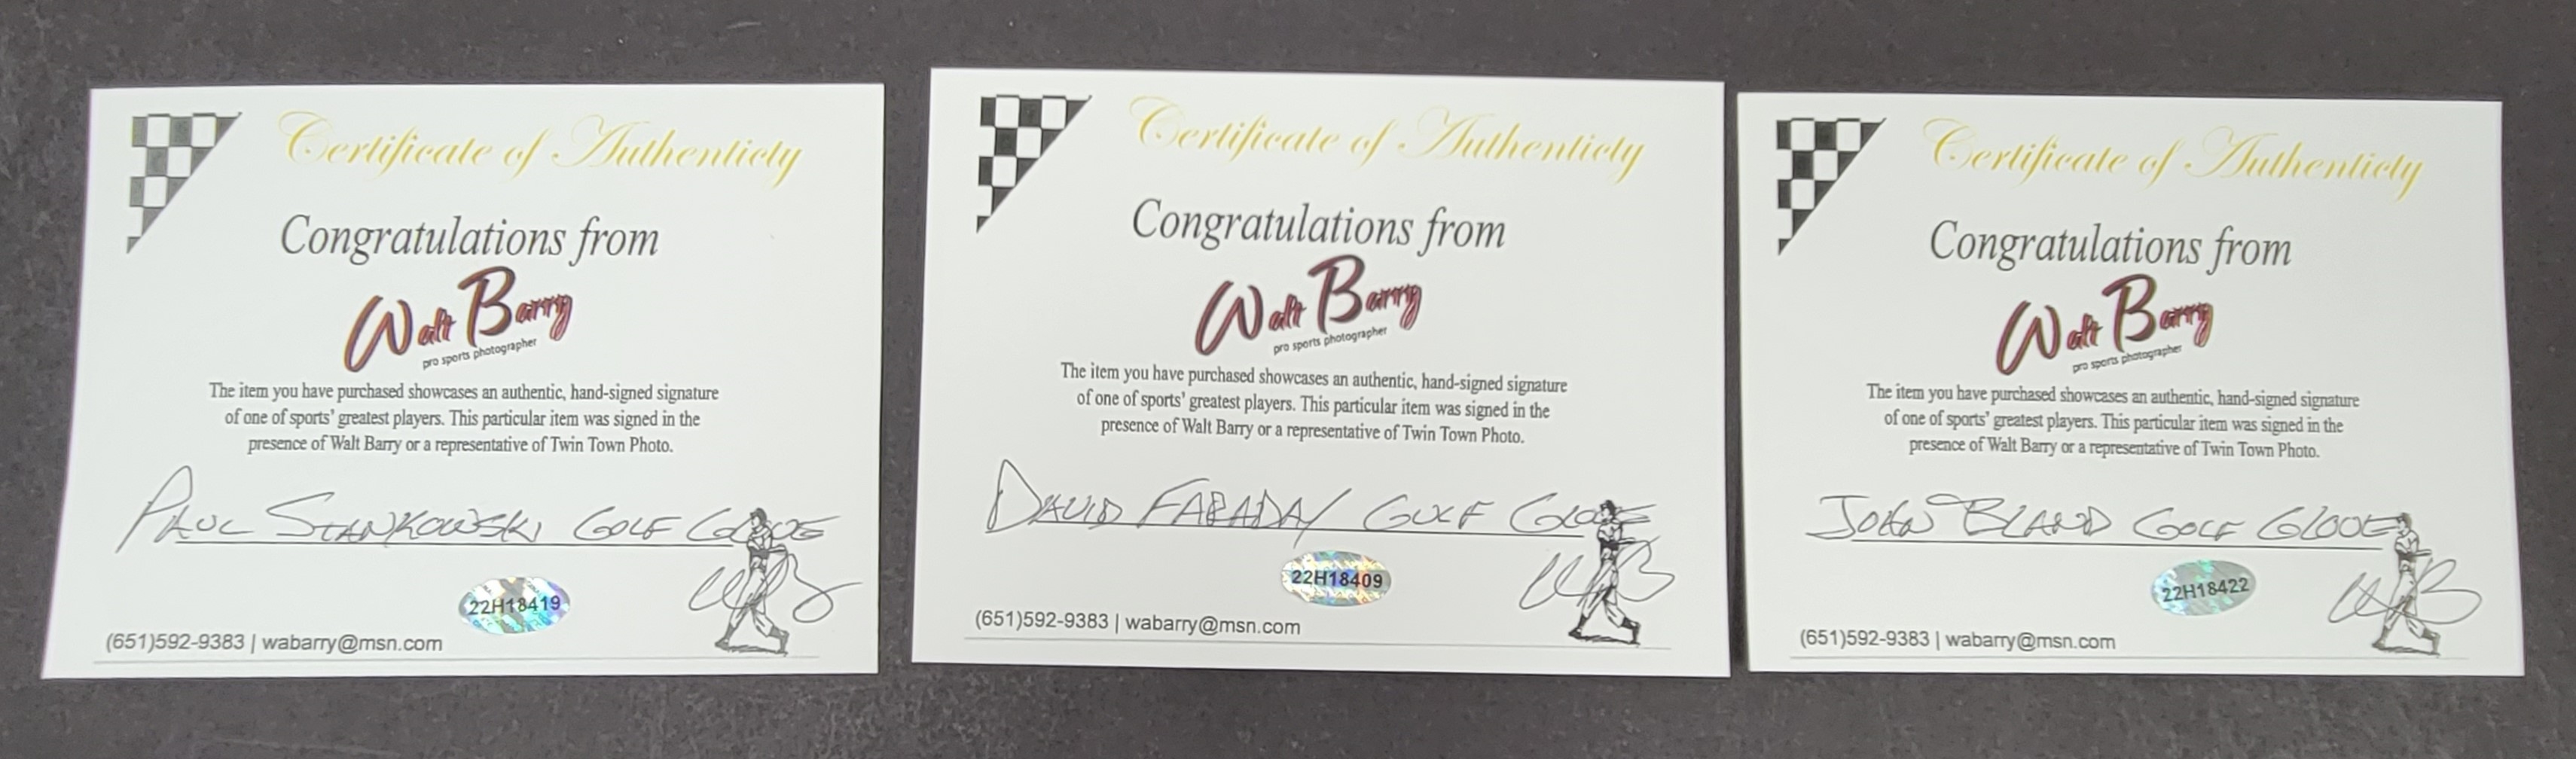 Certificate of Authenticty
Congratulations from
Walt Barry
pro sports photographer
The item you have purchased showcases an authentic, hand-signed signature
of one of sports' greatest players. This particular item was signed in the
presence of Walt Barry or a representative of Twin Town Photo.
PAUL STANKOWSKI GOLF GLOVE
22H18419
WB
(651)592-9383 | wabarry@msn.com
Certificate of Authenticty
Congratulations from
Walt Barry
pro sports photographer
The item you have purchased showcases an authentic, hand-signed signature
of one of sports' greatest players. This particular item was signed in the
presence of Walt Barry or a representative of Twin Town Photo.
DAVID FARADAY GOLF GLOVE
22H18409
WB
(651)592-9383 | wabarry@msn.com
Certificate of Authenticty
Congratulations from
Walt Barry
pro sports photographer
The item you have purchased showcases an authentic, hand-signed signature
of one of sports' greatest players. This particular item was signed in the
presence of Walt Barry or a representative of Twin Town Photo.
JOHN BLAND GOLF GLOVE
22H18422
WB
(651)592-9383 | wabarry@msn.com